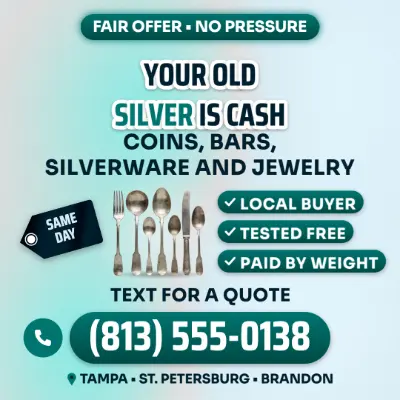 FAIR OFFER • NO PRESSURE
YOUR OLD
SILVER IS CASH
COINS, BARS,
SILVERWARE AND JEWELRY
SAME
DAY
LOCAL BUYER
TESTED FREE
PAID BY WEIGHT
TEXT FOR A QUOTE
(813) 555-0138
TAMPA • ST. PETERSBURG • BRANDON